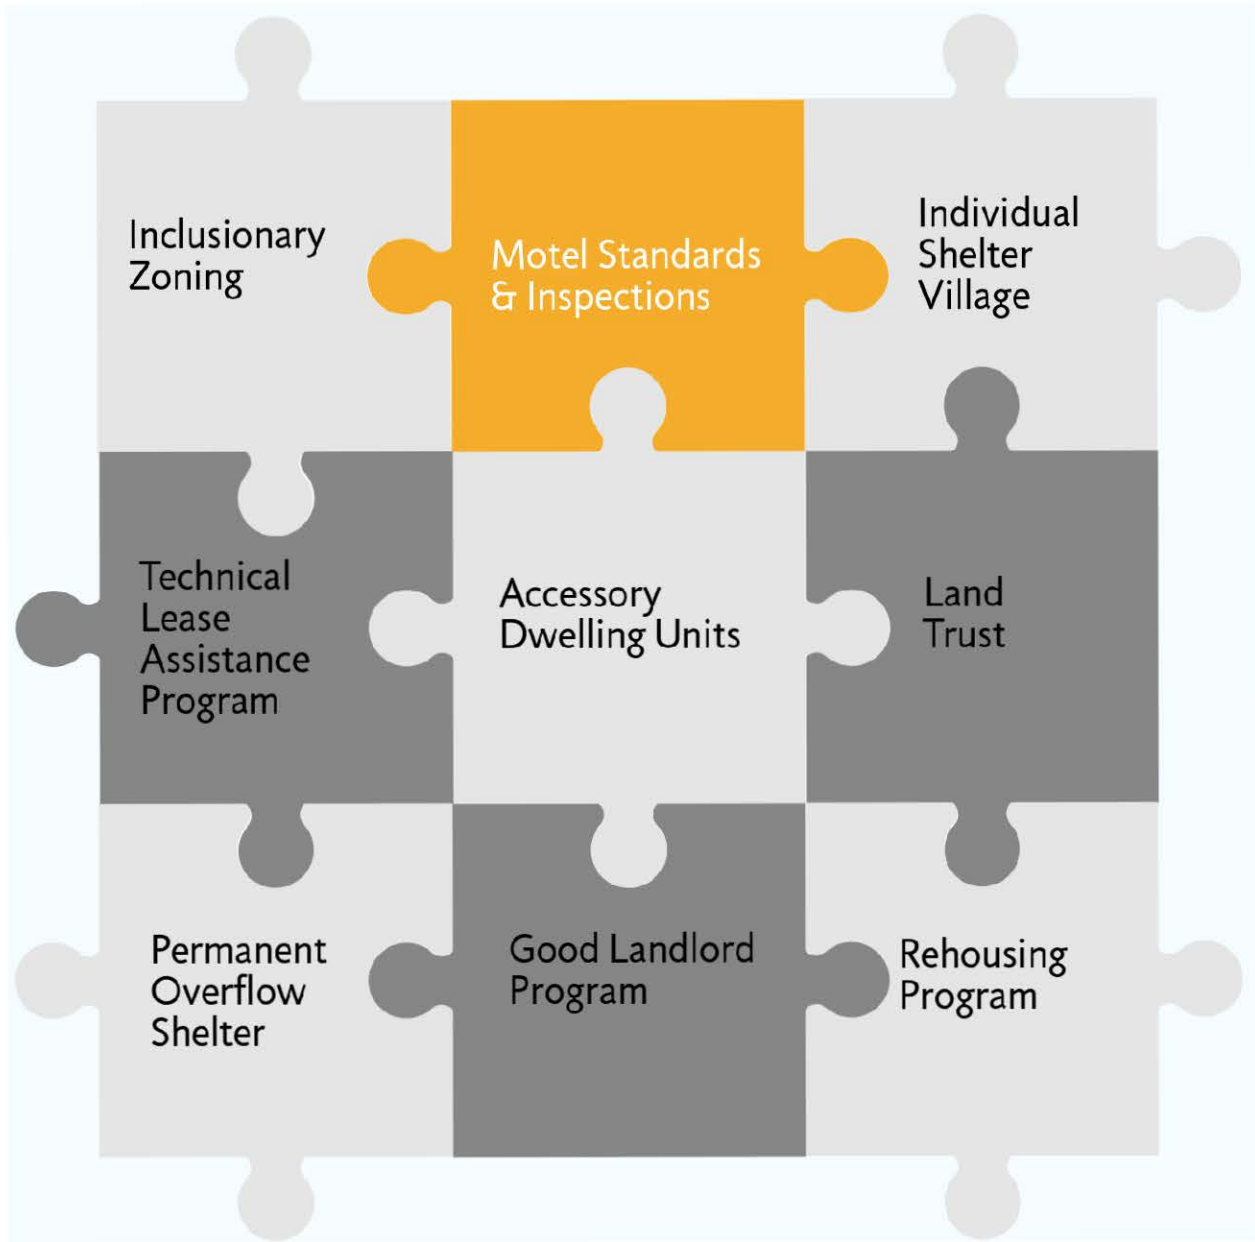 Inclusionary
Zoning
Motel Standards
& Inspections
Individual
Shelter
Village
Technical
Lease
Assistance
Program
Accessory
Dwelling Units
Land
Trust
Permanent
Overflow
Shelter
Good Landlord
Program
Rehousing
Program